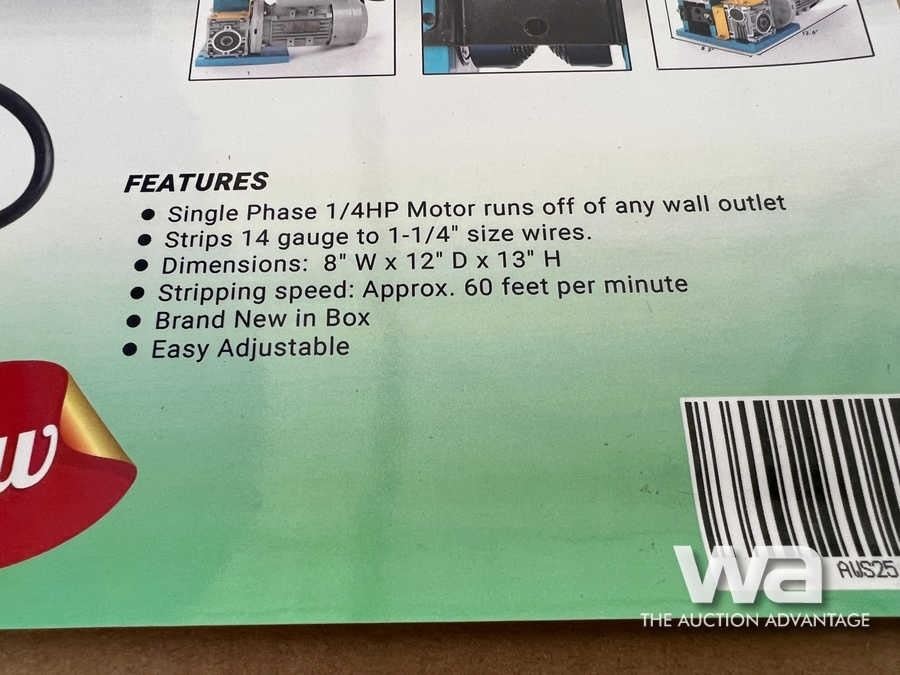 FEATURES
● Single Phase 1/4HP Motor runs off of any wall outlet
● Strips 14 gauge to 1-1/4" size wires.
● Dimensions: 8" W x 12" D x 13" H
● Stripping speed: Approx. 60 feet per minute
● Brand New in Box
● Easy Adjustable
w
AWS25
wa
THE AUCTION ADVANTAGE